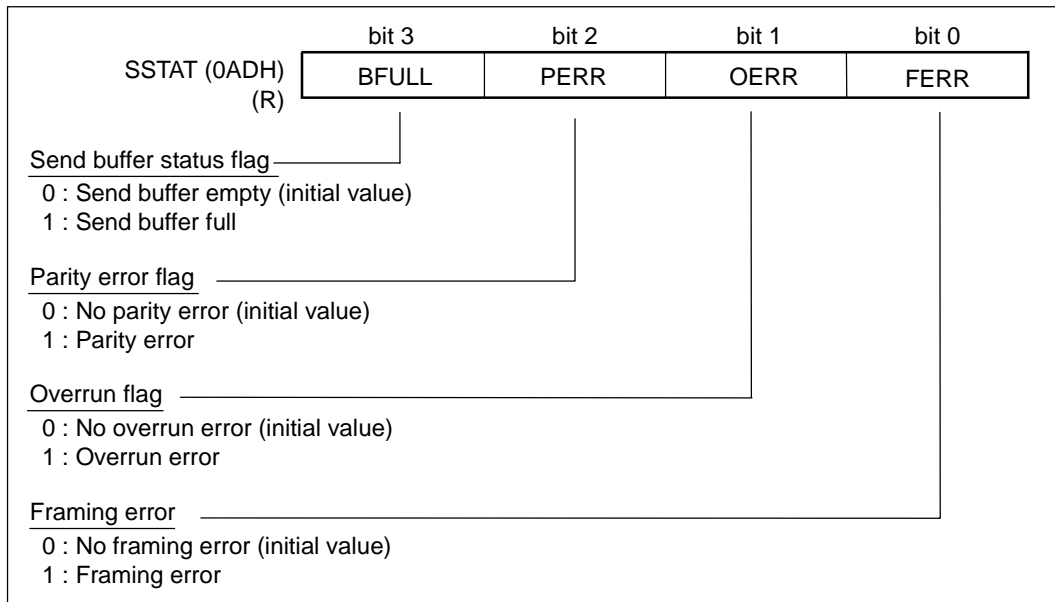 bit 3 bit 2 bit 1 bit 0
SSTAT (0ADH) BFULL PERR OERR FERR
(R)
Send buffer status flag
0 : Send buffer empty (initial value)
1 : Send buffer full
Parity error flag
0 : No parity error (initial value)
1 : Parity error
Overrun flag
0 : No overrun error (initial value)
1 : Overrun error
Framing error
0 : No framing error (initial value)
1 : Framing error